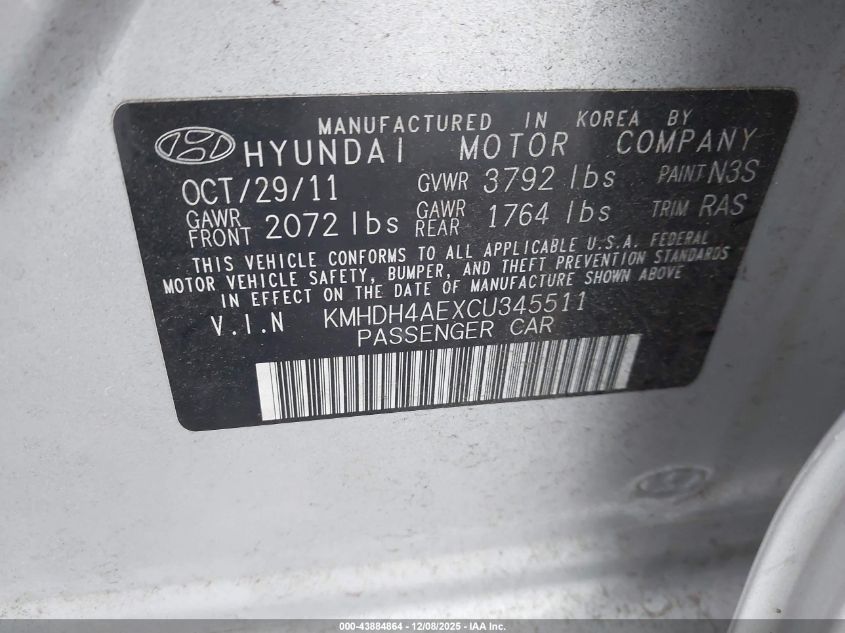 MANUFACTURED IN KOREA BY
HYUNDAI MOTOR COMPANY
OCT/29/11 GVWR 3792 lbs PAINT N3S
GAWR FRONT 2072 lbs GAWR REAR 1764 lbs TRIM RAS
THIS VEHICLE CONFORMS TO ALL APPLICABLE U.S.A. FEDERAL
MOTOR VEHICLE SAFETY, BUMPER, AND THEFT PREVENTION STANDARDS
IN EFFECT ON THE DATE OF MANUFACTURE SHOWN ABOVE
V.I.N KMHDH4AEXCU345511
PASSENGER CAR
000-43884864 | 12/08/2025 - IAA Inc.